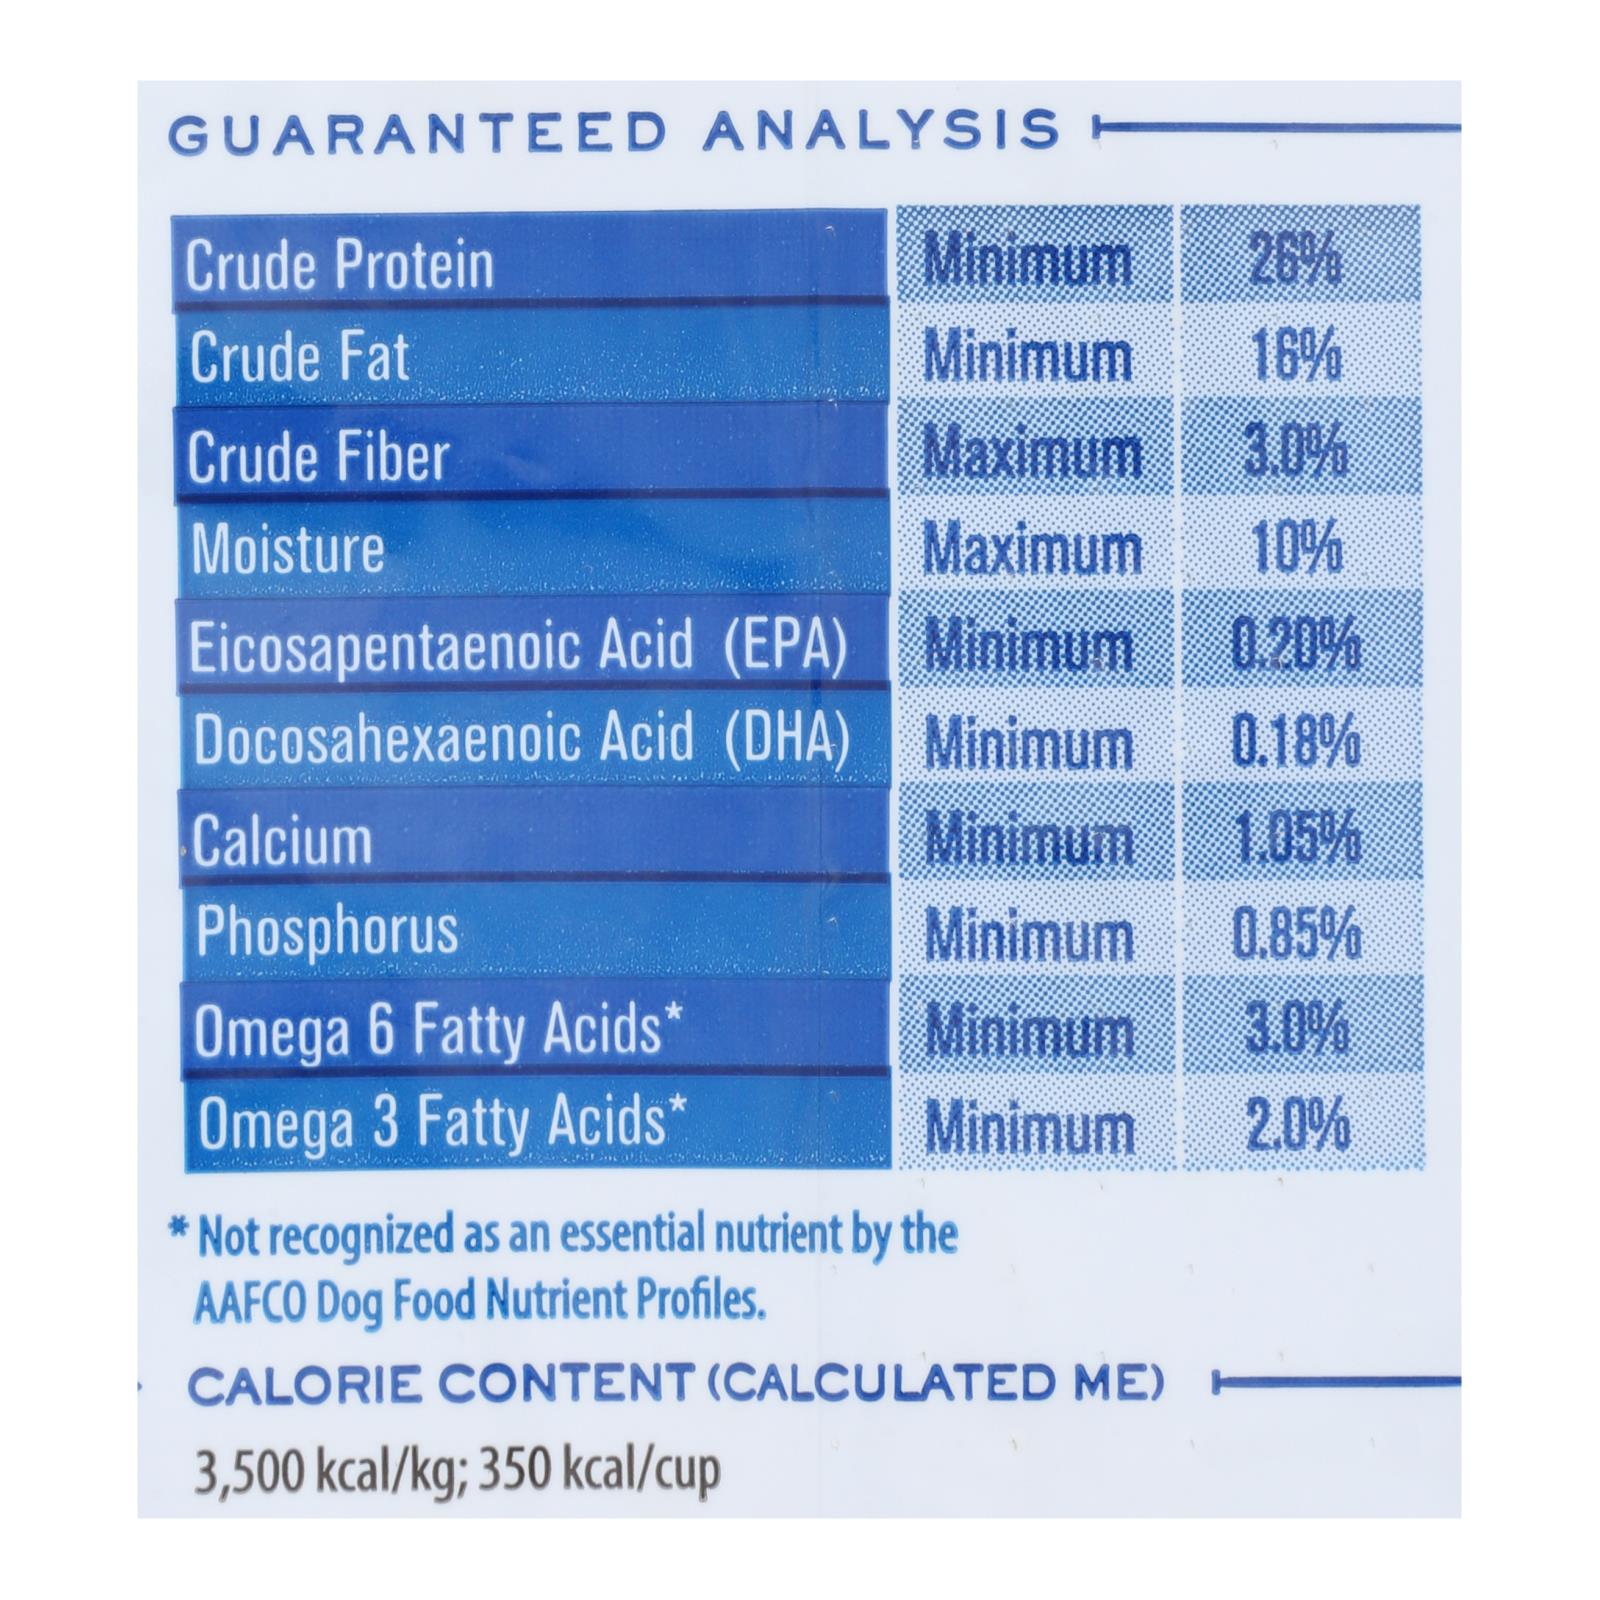 GUARANTEED ANALYSIS
Crude Protein Minimum 26%
Crude Fat Minimum 16%
Crude Fiber Maximum 3.0%
Moisture Maximum 10%
Eicosapentaenoic Acid (EPA) Minimum 0.20%
Docosahexaenoic Acid (DHA) Minimum 0.18%
Calcium Minimum 1.05%
Phosphorus Minimum 0.85%
Omega 6 Fatty Acids* Minimum 3.0%
Omega 3 Fatty Acids* Minimum 2.0%
* Not recognized as an essential nutrient by the
AAFCO Dog Food Nutrient Profiles.
CALORIE CONTENT (CALCULATED ME)
3,500 kcal/kg; 350 kcal/cup